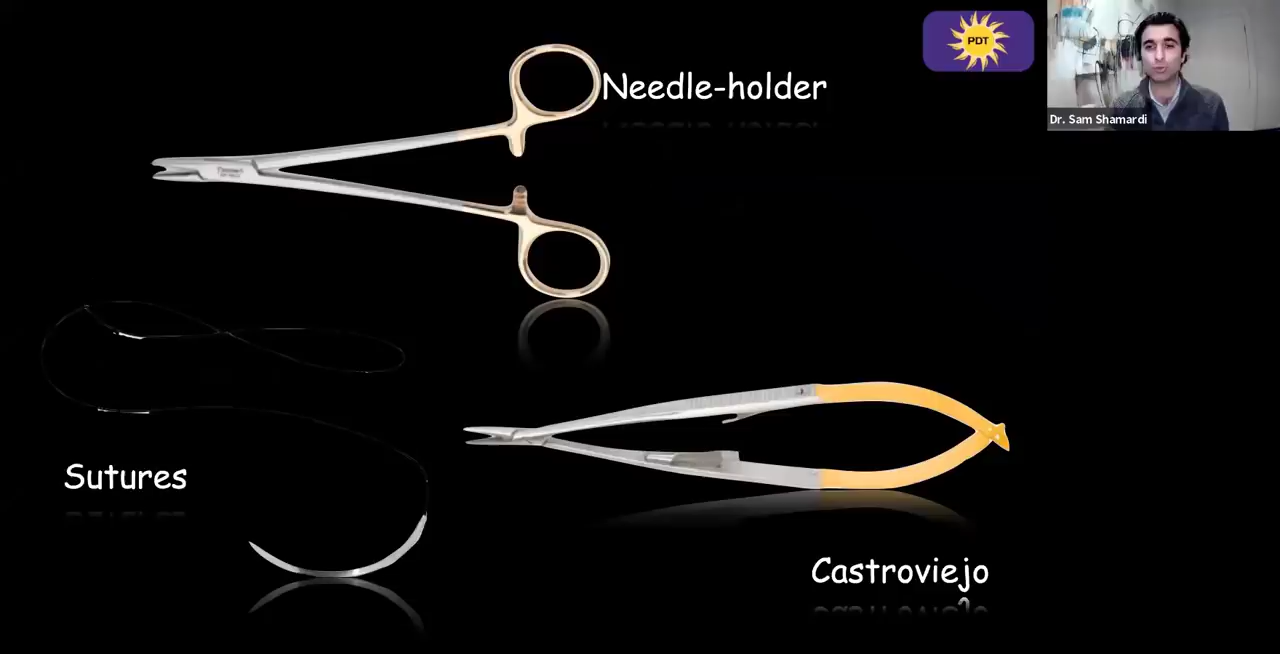 Needle-holder
PDT
Dr. Sam Shamardi
Sutures
Castroviejo